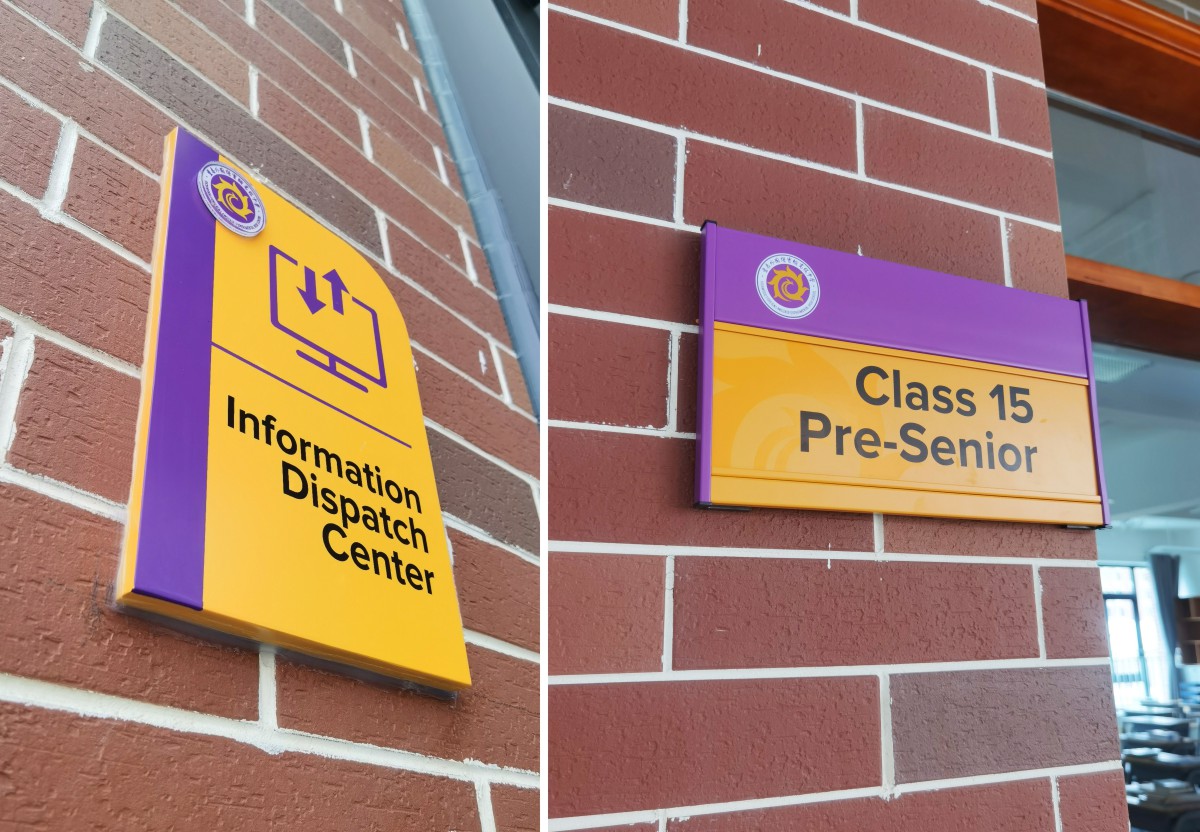 Information
Dispatch
Center
Class 15
Pre-Senior